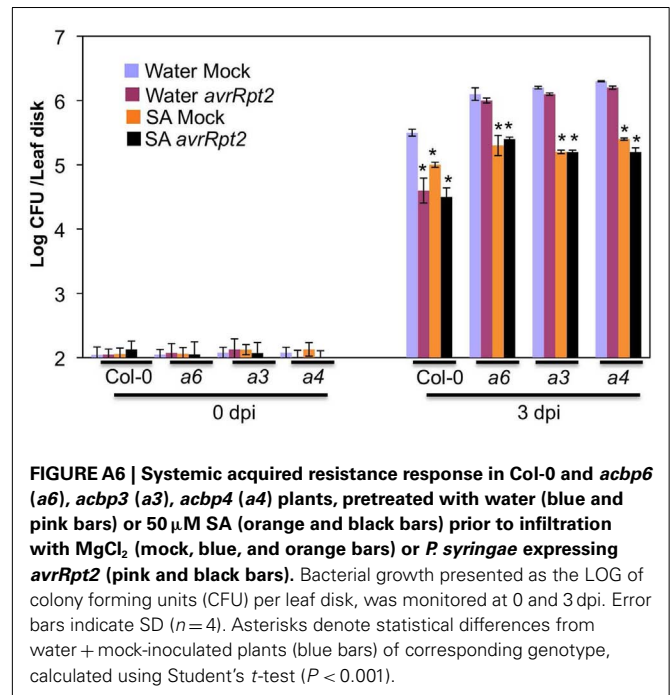 7
6
5
4
3
2
Log CFU /Leaf disk
Water Mock
Water avrRpt2
SA Mock
SA avrRpt2
* * *
* *
* *
* *
Col-0 a6 a3 a4 Col-0 a6 a3 a4
0 dpi 3 dpi
FIGURE A6 | Systemic acquired resistance response in Col-0 and acbp6
(a6), acbp3 (a3), acbp4 (a4) plants, pretreated with water (blue and
pink bars) or 50 μM SA (orange and black bars) prior to infiltration
with MgCl₂ (mock, blue, and orange bars) or P. syringae expressing
avrRpt2 (pink and black bars). Bacterial growth presented as the LOG of
colony forming units (CFU) per leaf disk, was monitored at 0 and 3 dpi. Error
bars indicate SD (n = 4). Asterisks denote statistical differences from
water + mock-inoculated plants (blue bars) of corresponding genotype,
calculated using Student's t-test (P < 0.001).